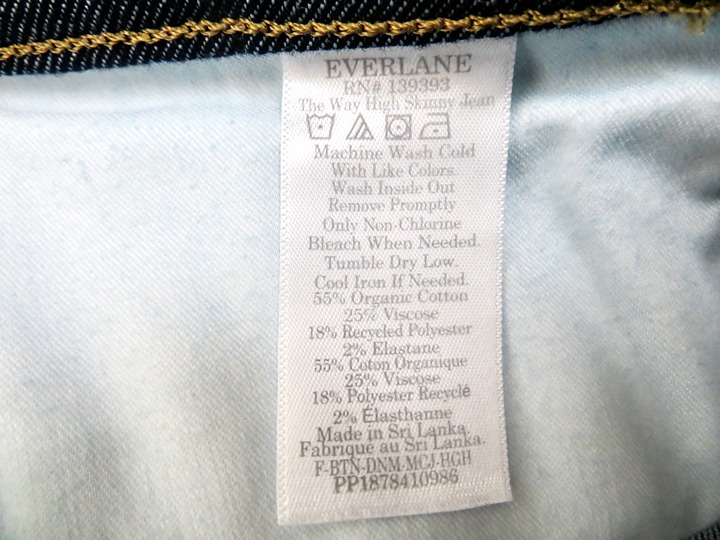 EVERLANE
RN# 139393
The Way High Skinny Jean
Machine Wash Cold
With Like Colors.
Wash Inside Out
Remove Promptly
Only Non-Chlorine
Bleach When Needed.
Tumble Dry Low.
Cool Iron If Needed.
55% Organic Cotton
25% Viscose
18% Recycled Polyester
2% Elastane
55% Coton Organique
25% Viscose
18% Polyester Recyclé
2% Élasthanne
Made in Sri Lanka.
Fabriqué au Sri Lanka.
F-BTN-DNM-MCJ-HGH
PP1878410986